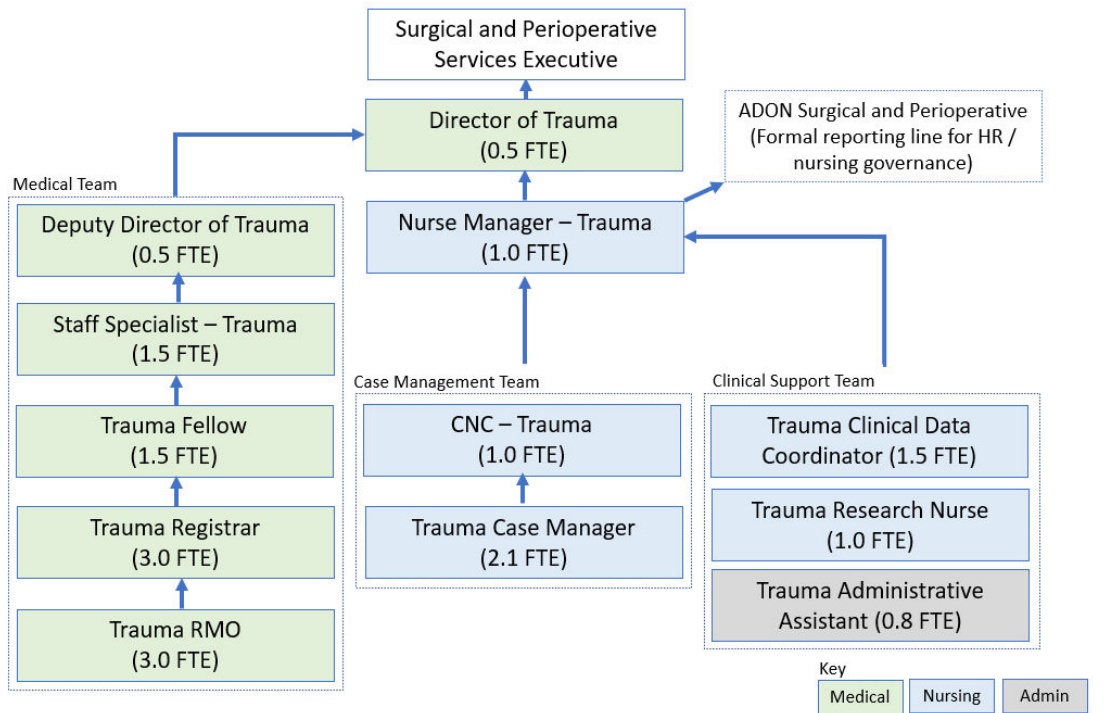 Surgical and Perioperative
Services Executive
Director of Trauma
(0.5 FTE)
ADON Surgical and Perioperative
(Formal reporting line for HR /
nursing governance)
Nurse Manager – Trauma
(1.0 FTE)
Medical Team
Deputy Director of Trauma
(0.5 FTE)
Staff Specialist – Trauma
(1.5 FTE)
Trauma Fellow
(1.5 FTE)
Trauma Registrar
(3.0 FTE)
Trauma RMO
(3.0 FTE)
Case Management Team
CNC – Trauma
(1.0 FTE)
Trauma Case Manager
(2.1 FTE)
Clinical Support Team
Trauma Clinical Data
Coordinator (1.5 FTE)
Trauma Research Nurse
(1.0 FTE)
Trauma Administrative
Assistant (0.8 FTE)
Key
Medical
Nursing
Admin